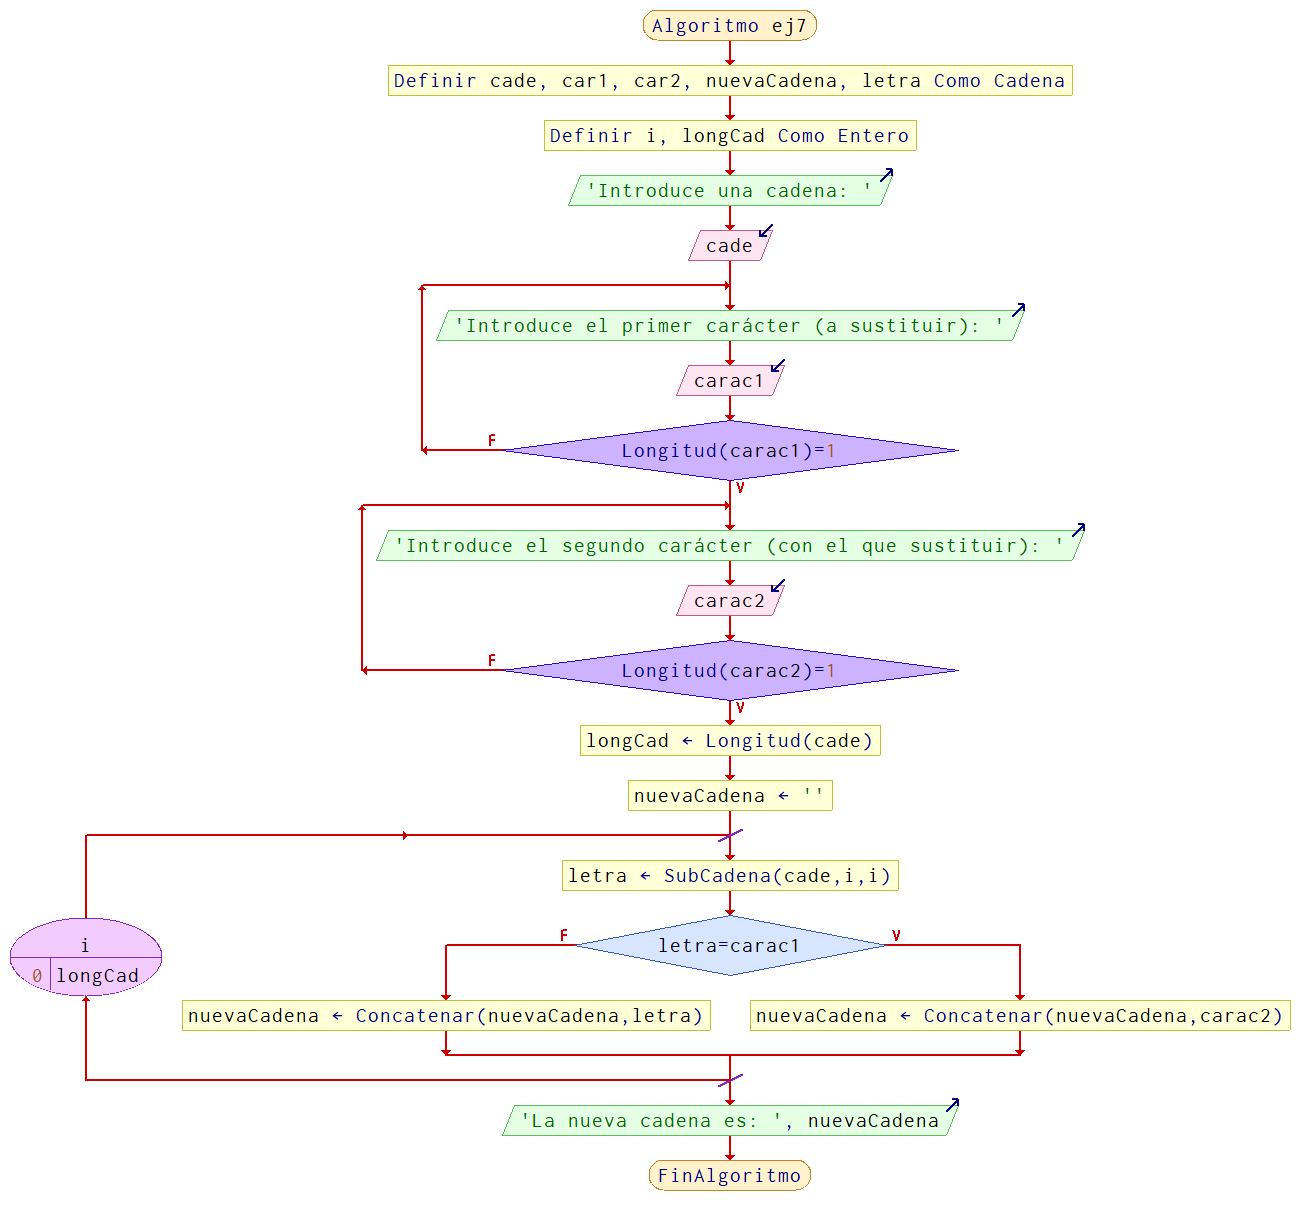 Algoritmo ej7
Definir cade, car1, car2, nuevaCadena, letra Como Cadena
Definir i, longCad Como Entero
'Introduce una cadena: '
cade
'Introduce el primer carácter (a sustituir): '
carac1
F
Longitud(carac1)=1
V
'Introduce el segundo carácter (con el que sustituir): '
carac2
F
Longitud(carac2)=1
V
longCad ← Longitud(cade)
nuevaCadena ← ''
letra ← SubCadena(cade,i,i)
F
V
letra=carac1
i
0 longCad
nuevaCadena ← Concatenar(nuevaCadena,letra)
nuevaCadena ← Concatenar(nuevaCadena,carac2)
'La nueva cadena es: ', nuevaCadena
FinAlgoritmo